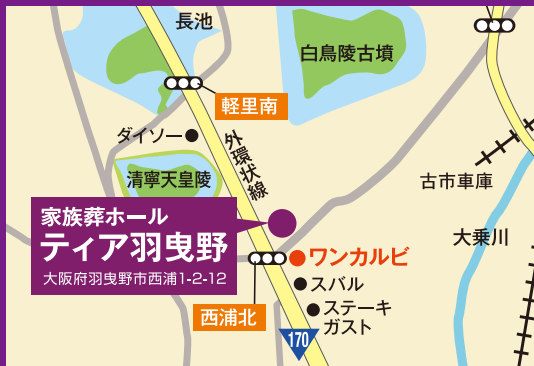 長池
白鳥陵古墳
軽里南
ダイソー
外環状線
清寧天皇陵
古市車庫
家族葬ホール
ティア羽曳野
大阪府羽曳野市西浦1-2-12
大乗川
ワンカルビ
スバル
西浦北
ステーキ
ガスト
170